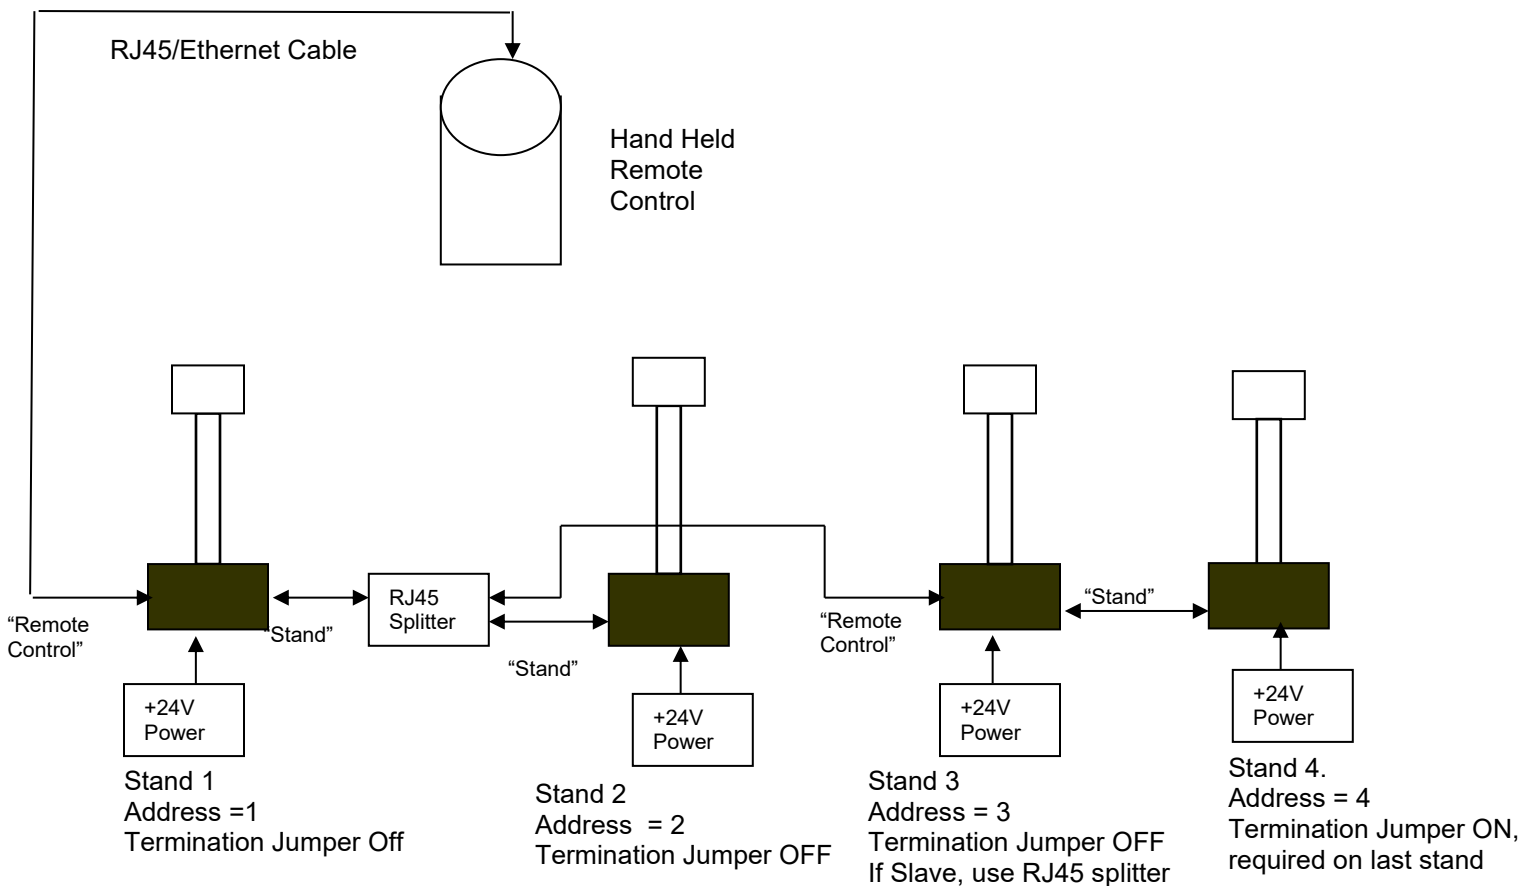 RJ45/Ethernet Cable
Hand Held
Remote
Control
“Remote
Control”
“Stand”
RJ45
Splitter
“Stand”
“Remote
Control”
“Stand”
+24V
Power
+24V
Power
+24V
Power
+24V
Power
Stand 1
Address =1
Termination Jumper Off
Stand 2
Address  = 2
Termination Jumper OFF
Stand 3
Address = 3
Termination Jumper OFF
If Slave, use RJ45 splitter
Stand 4.
Address = 4
Termination Jumper ON,
required on last stand